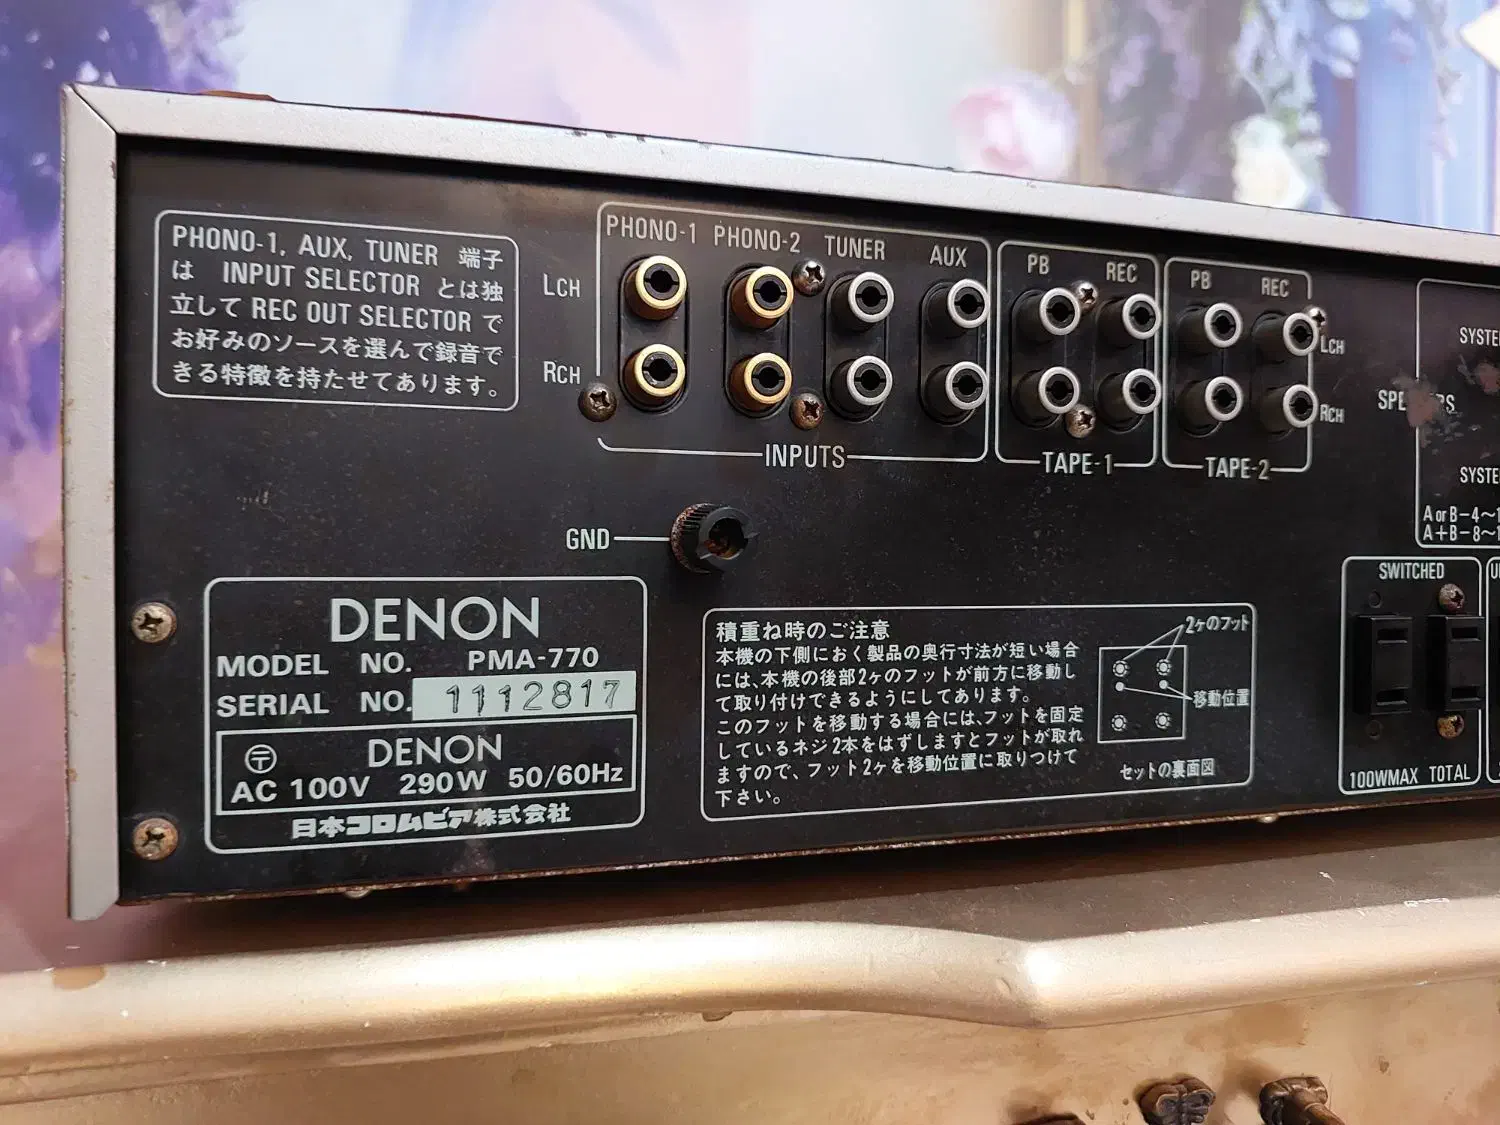 PHONO-1, AUX, TUNER 端子
は INPUT SELECTOR とは独
立して REC OUT SELECTOR で
お好みのソースを選んで録音で
きる特徴を持たせてあります。
PHONO-1 PHONO-2 TUNER AUX
LCH
RCH
INPUTS
PB REC
TAPE-1
PB REC
TAPE-2
LCH
RCH
GND
DENON
MODEL NO. PMA-770
SERIAL NO. 1112817
〒 DENON
AC 100V 290W 50/60Hz
日本コロムビア株式会社
積重ね時のご注意
本機の下側におく製品の奥行寸法が短い場合
には、本機の後部2ヶのフットが前方に移動し
て取り付けできるようにしてあります。
このフットを移動する場合には、フットを固定
しているネジ2本をはずしますとフットが取れ
ますので、フット2ヶを移動位置に取りつけて
下さい。
2ヶのフット
移動位置
セットの裏面図
SYSTE
SYSTE
A or B-4~1
A+B-8~1
SWITCHED
100WMAX TOTAL